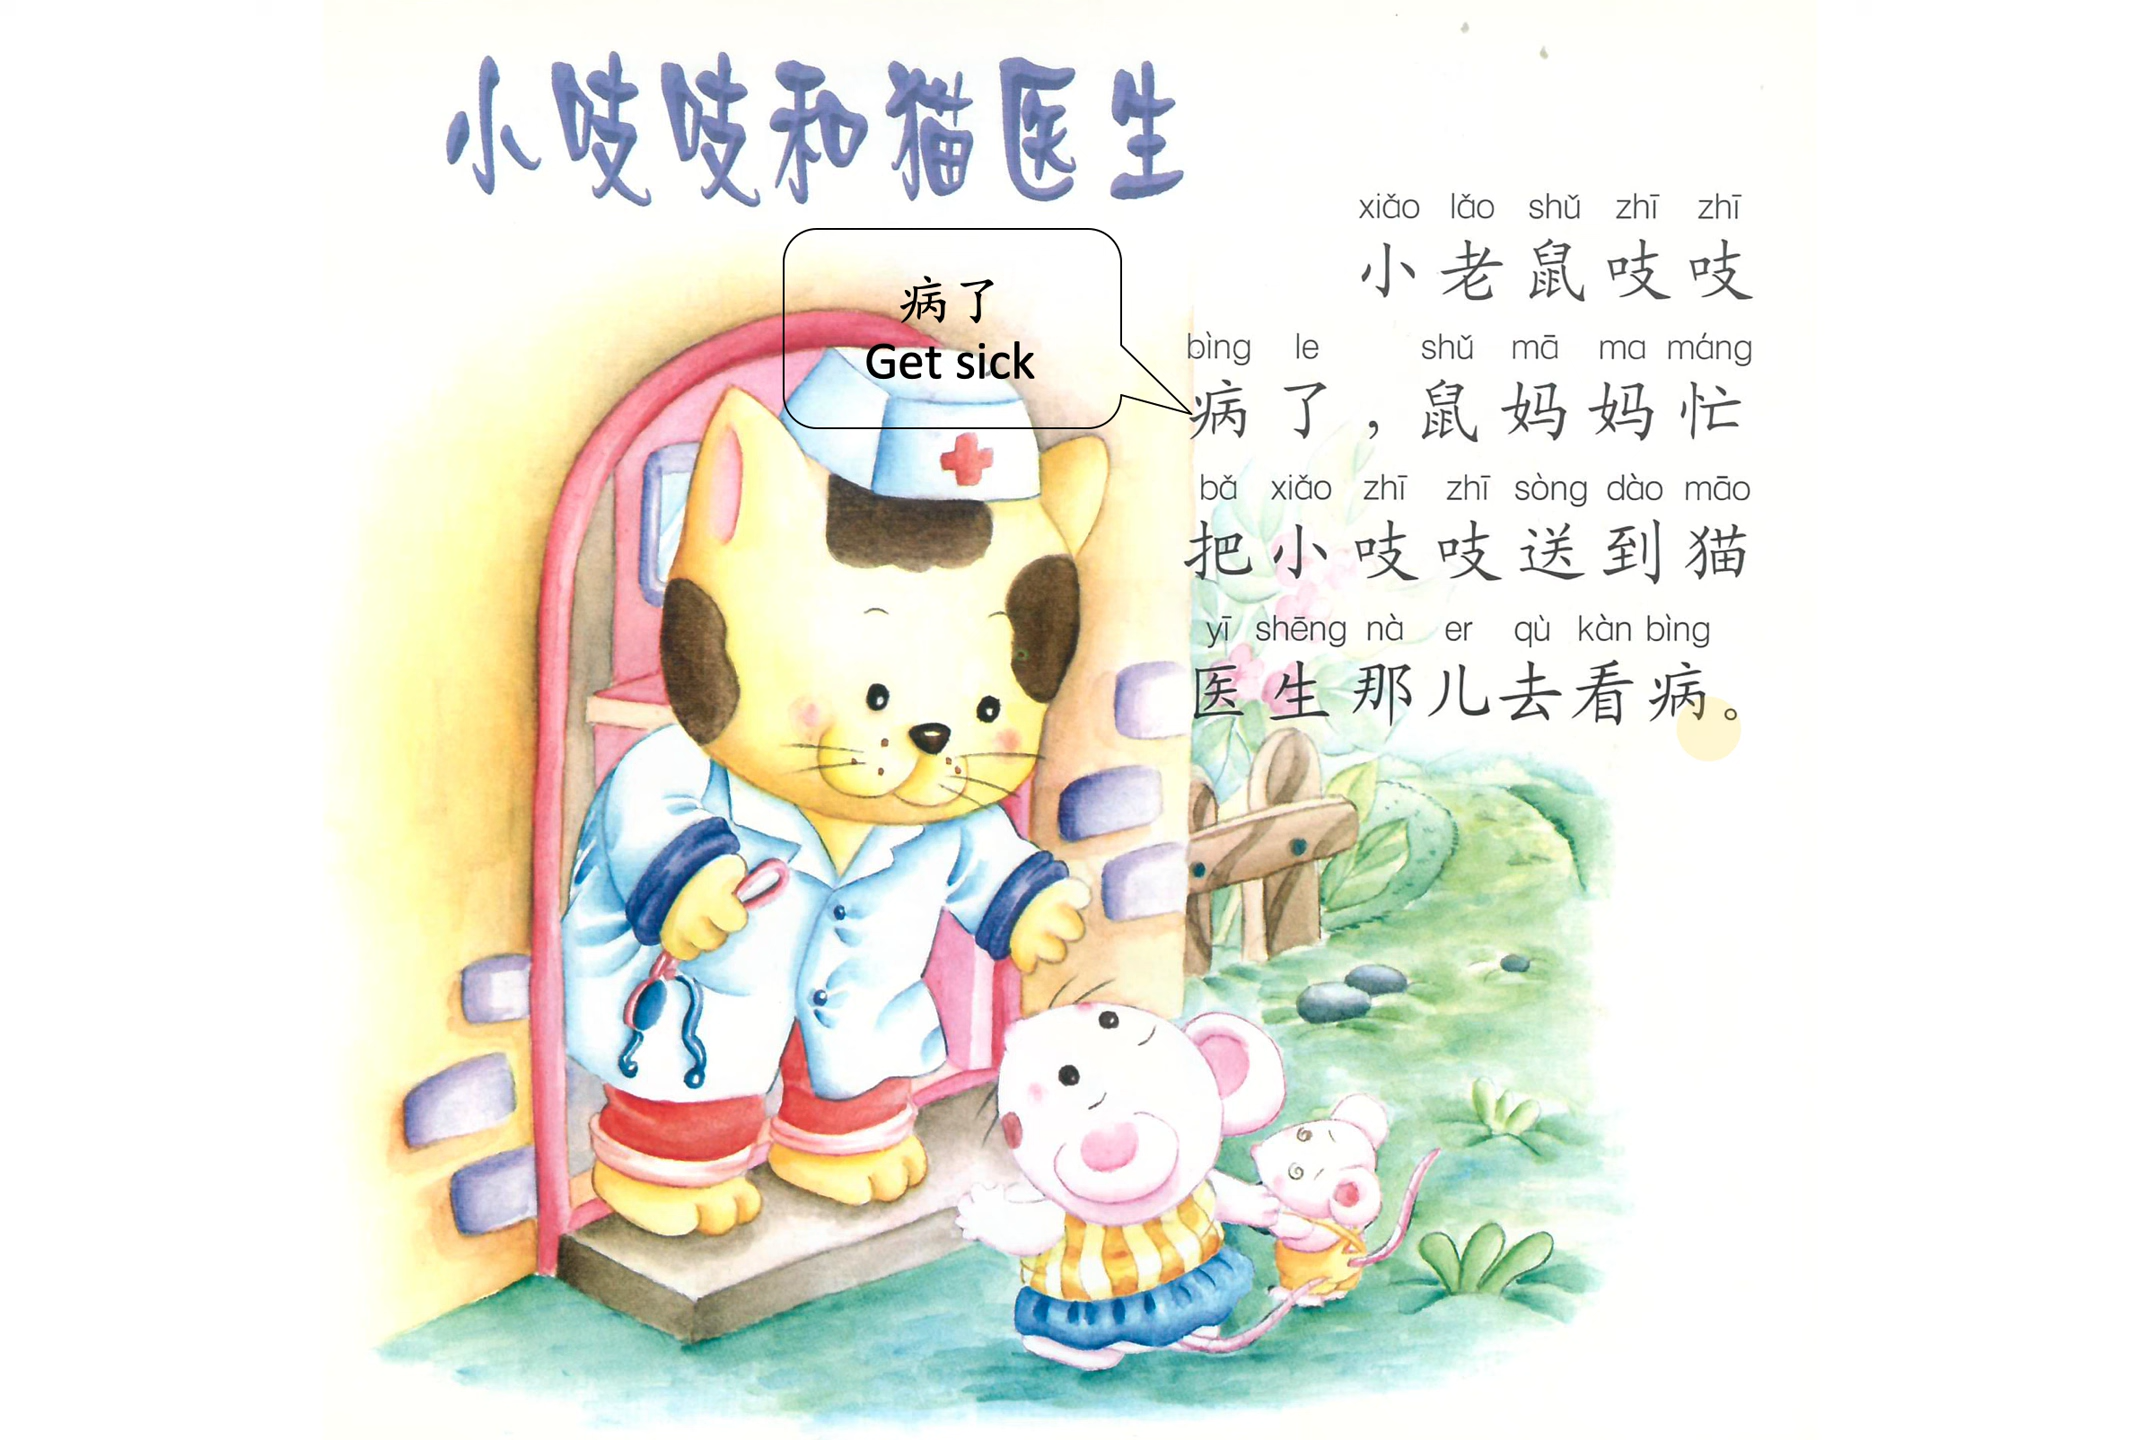 小吱吱和猫医生
病了
Get sick
xiǎo lǎo shǔ zhī zhī
小老鼠吱吱
bìng le shǔ mā ma máng
病了，鼠妈妈忙
bǎ xiǎo zhī zhī sòng dào māo
把小吱吱送到猫
yī shēng nà er qù kàn bìng
医生那儿去看病。